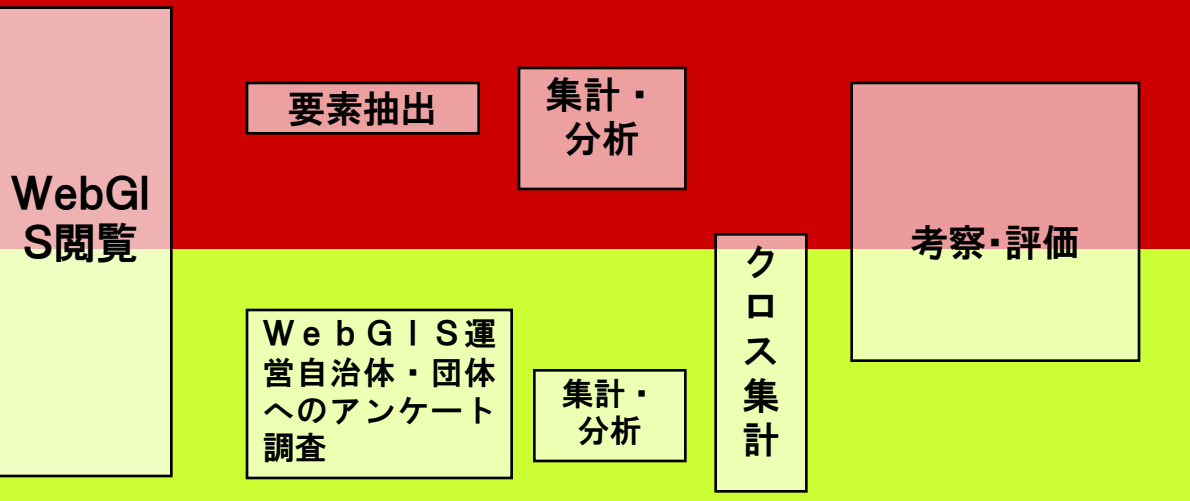 WebGI
S閲覧
要素抽出
集計・
分析
WebGIS運
営自治体・団体
へのアンケート
調査
集計・
分析
クロス集計
考察・評価